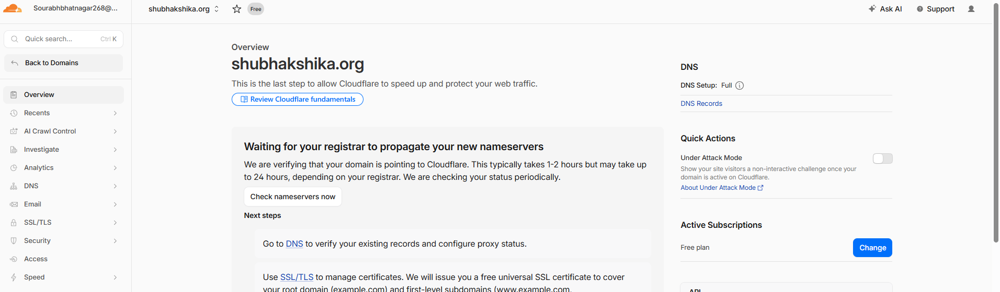 Sourabhbhatnagar268@...
shubhakshika.org
Free
Ask AI
Support
Quick search...
Ctrl K
Back to Domains
Overview
Recents
AI Crawl Control
Investigate
Analytics
DNS
Email
SSL/TLS
Security
Access
Speed
Overview
shubhakshika.org
This is the last step to allow Cloudflare to speed up and protect your web traffic.
Review Cloudflare fundamentals
Waiting for your registrar to propagate your new nameservers
We are verifying that your domain is pointing to Cloudflare. This typically takes 1-2 hours but may take up
to 24 hours, depending on your registrar. We are checking your status periodically.
Check nameservers now
Next steps
Go to DNS to verify your existing records and configure proxy status.
Use SSL/TLS to manage certificates. We will issue you a free universal SSL certificate to cover
your root domain (example.com) and first-level subdomains (www.example.com,
DNS
DNS Setup: Full
DNS Records
Quick Actions
Under Attack Mode
Show your site visitors a non-interactive challenge once your
domain is active on Cloudflare.
About Under Attack Mode
Active Subscriptions
Free plan
Change
API